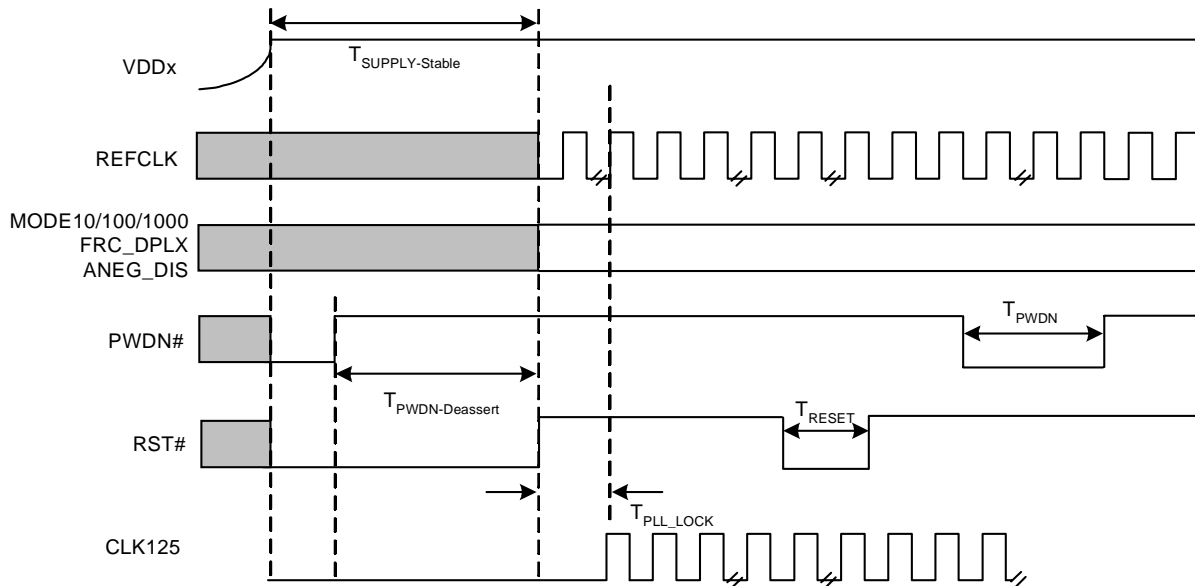 VDDx
TSUPPLY-Stable
REFCLK
MODE10/100/1000
FRC_DPLX
ANEG_DIS
PWDN#
TPWDN
TPWDN-Deassert
RST#
TRESET
TPLL_LOCK
CLK125